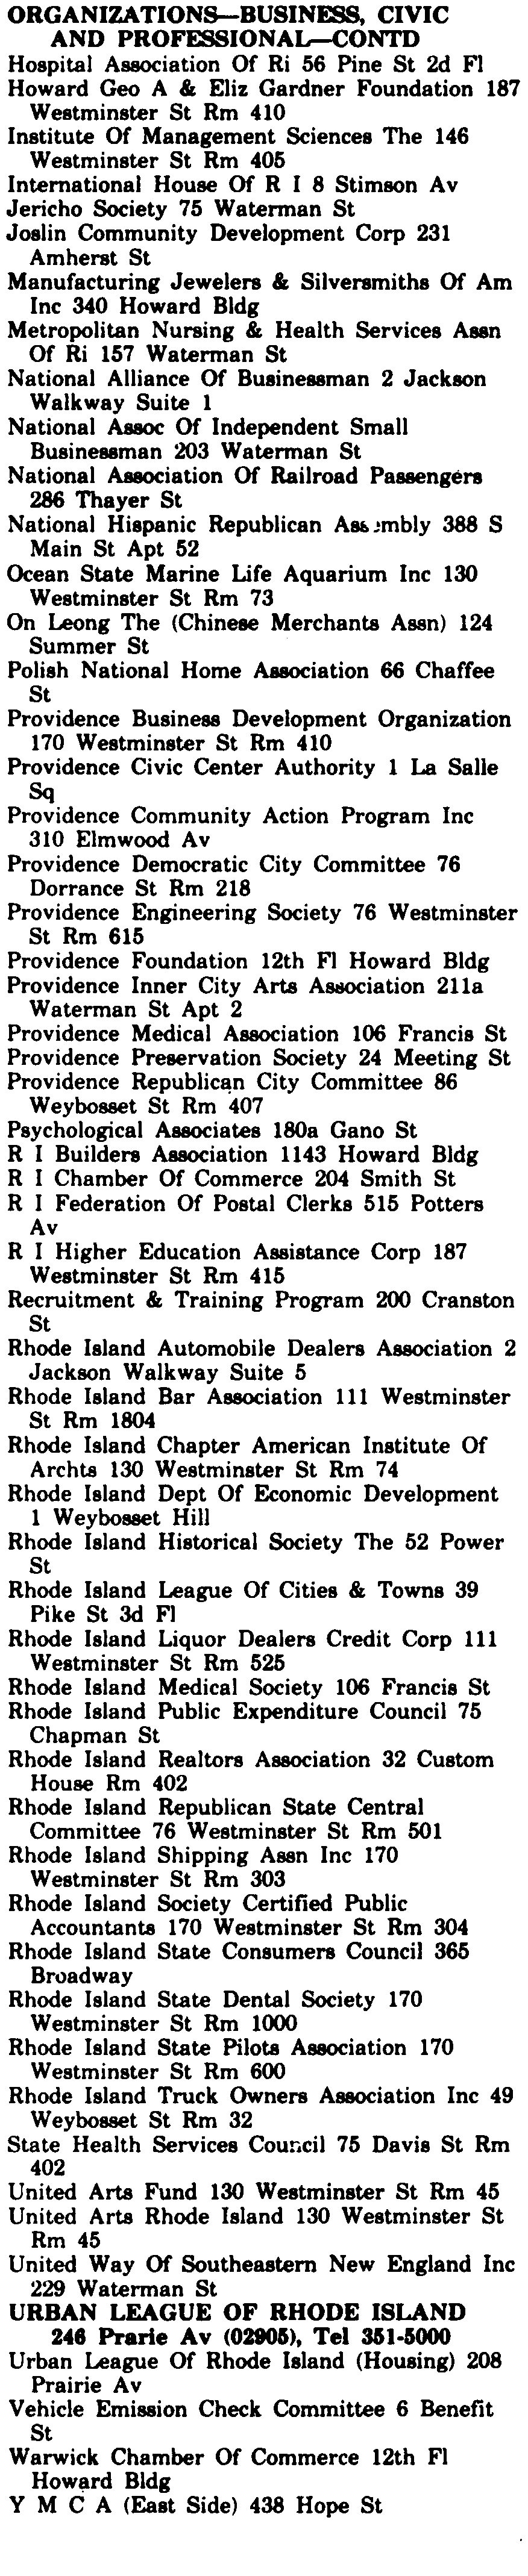 ORGANIZATIONS—BUSINESS, CIVIC
AND PROFESSIONAL—CONTD
Hospital Association Of Ri 56 Pine St 2d Fl
Howard Geo A & Eliz Gardner Foundation 187
Westminster St Rm 410
Institute Of Management Sciences The 146
Westminster St Rm 405
International House Of R I 8 Stimson Av
Jericho Society 75 Waterman St
Joslin Community Development Corp 231
Amherst St
Manufacturing Jewelers & Silversmiths Of Am
Inc 340 Howard Bldg
Metropolitan Nursing & Health Services Assn
Of Ri 157 Waterman St
National Alliance Of Businessman 2 Jackson
Walkway Suite 1
National Assoc Of Independent Small
Businessman 203 Waterman St
National Association Of Railroad Passengers
286 Thayer St
National Hispanic Republican Assembly 388 S
Main St Apt 52
Ocean State Marine Life Aquarium Inc 130
Westminster St Rm 73
On Leong The (Chinese Merchants Assn) 124
Summer St
Polish National Home Association 66 Chaffee
St
Providence Business Development Organization
170 Westminster St Rm 410
Providence Civic Center Authority 1 La Salle
Sq
Providence Community Action Program Inc
310 Elmwood Av
Providence Democratic City Committee 76
Dorrance St Rm 218
Providence Engineering Society 76 Westminster
St Rm 615
Providence Foundation 12th Fl Howard Bldg
Providence Inner City Arts Association 211a
Waterman St Apt 2
Providence Medical Association 106 Francis St
Providence Preservation Society 24 Meeting St
Providence Republican City Committee 86
Weybosset St Rm 407
Psychological Associates 180a Gano St
R I Builders Association 1143 Howard Bldg
R I Chamber Of Commerce 204 Smith St
R I Federation Of Postal Clerks 515 Potters
Av
R I Higher Education Assistance Corp 187
Westminster St Rm 415
Recruitment & Training Program 200 Cranston
St
Rhode Island Automobile Dealers Association 2
Jackson Walkway Suite 5
Rhode Island Bar Association 111 Westminster
St Rm 1804
Rhode Island Chapter American Institute Of
Archts 130 Westminster St Rm 74
Rhode Island Dept Of Economic Development
1 Weybosset Hill
Rhode Island Historical Society The 52 Power
St
Rhode Island League Of Cities & Towns 39
Pike St 3d Fl
Rhode Island Liquor Dealers Credit Corp 111
Westminster St Rm 525
Rhode Island Medical Society 106 Francis St
Rhode Island Public Expenditure Council 75
Chapman St
Rhode Island Realtors Association 32 Custom
House Rm 402
Rhode Island Republican State Central
Committee 76 Westminster St Rm 501
Rhode Island Shipping Assn Inc 170
Westminster St Rm 303
Rhode Island Society Certified Public
Accountants 170 Westminster St Rm 304
Rhode Island State Consumers Council 365
Broadway
Rhode Island State Dental Society 170
Westminster St Rm 1000
Rhode Island State Pilots Association 170
Westminster St Rm 600
Rhode Island Truck Owners Association Inc 49
Weybosset St Rm 32
State Health Services Council 75 Davis St Rm
402
United Arts Fund 130 Westminster St Rm 45
United Arts Rhode Island 130 Westminster St
Rm 45
United Way Of Southeastern New England Inc
229 Waterman St
URBAN LEAGUE OF RHODE ISLAND
246 Prarie Av (02905), Tel 351-5000
Urban League Of Rhode Island (Housing) 208
Prairie Av
Vehicle Emission Check Committee 6 Benefit
St
Warwick Chamber Of Commerce 12th Fl
Howard Bldg
Y M C A (East Side) 438 Hope St